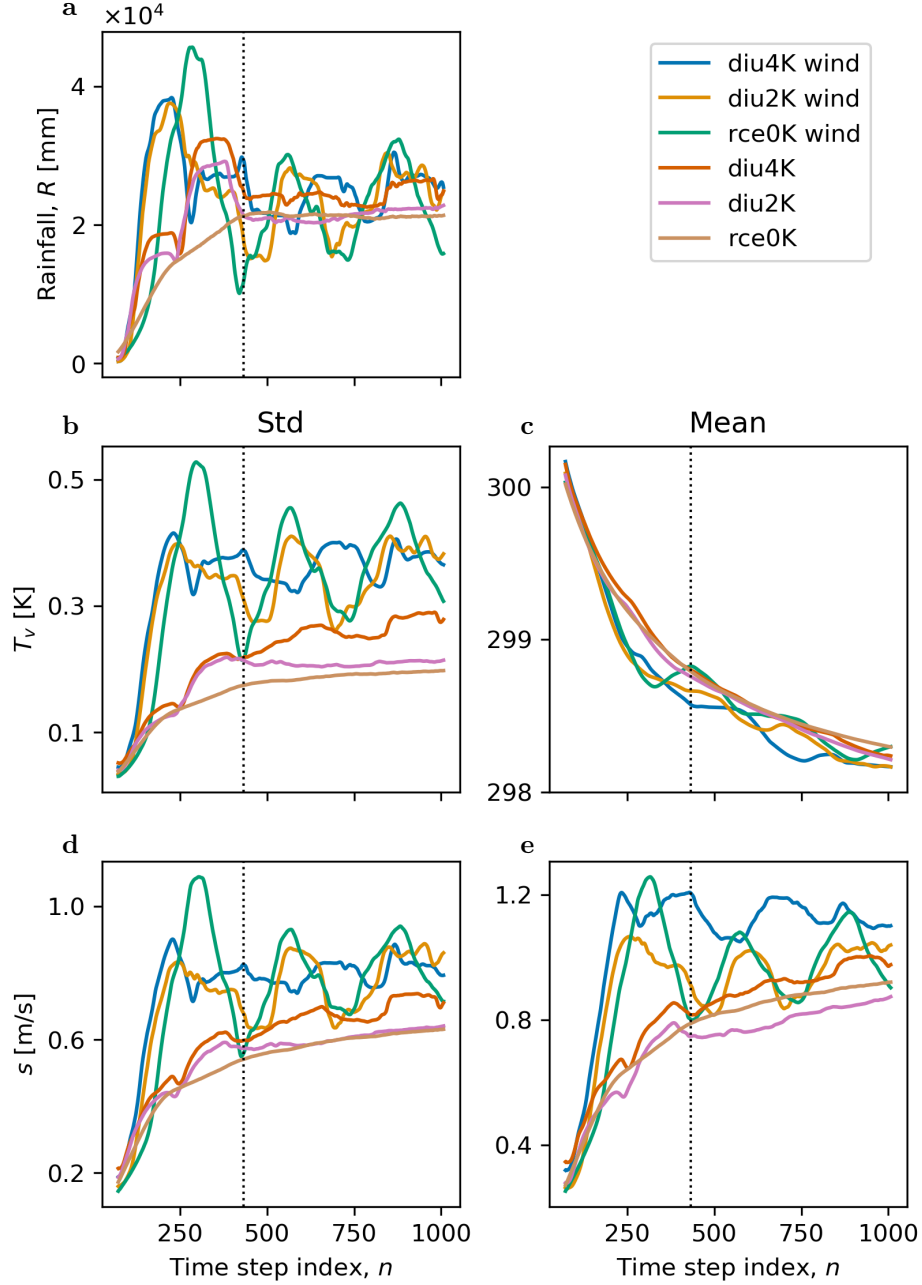 a
×10⁴
4
2
0
Rainfall, R [mm]
diu4K wind
diu2K wind
rce0K wind
diu4K
diu2K
rce0K
b
Std
0.5
0.3
0.1
T_v [K]
c
Mean
300
299
298
d
1.0
0.6
0.2
s [m/s]
250 500 750 1000
Time step index, n
e
1.2
0.8
0.4
250 500 750 1000
Time step index, n